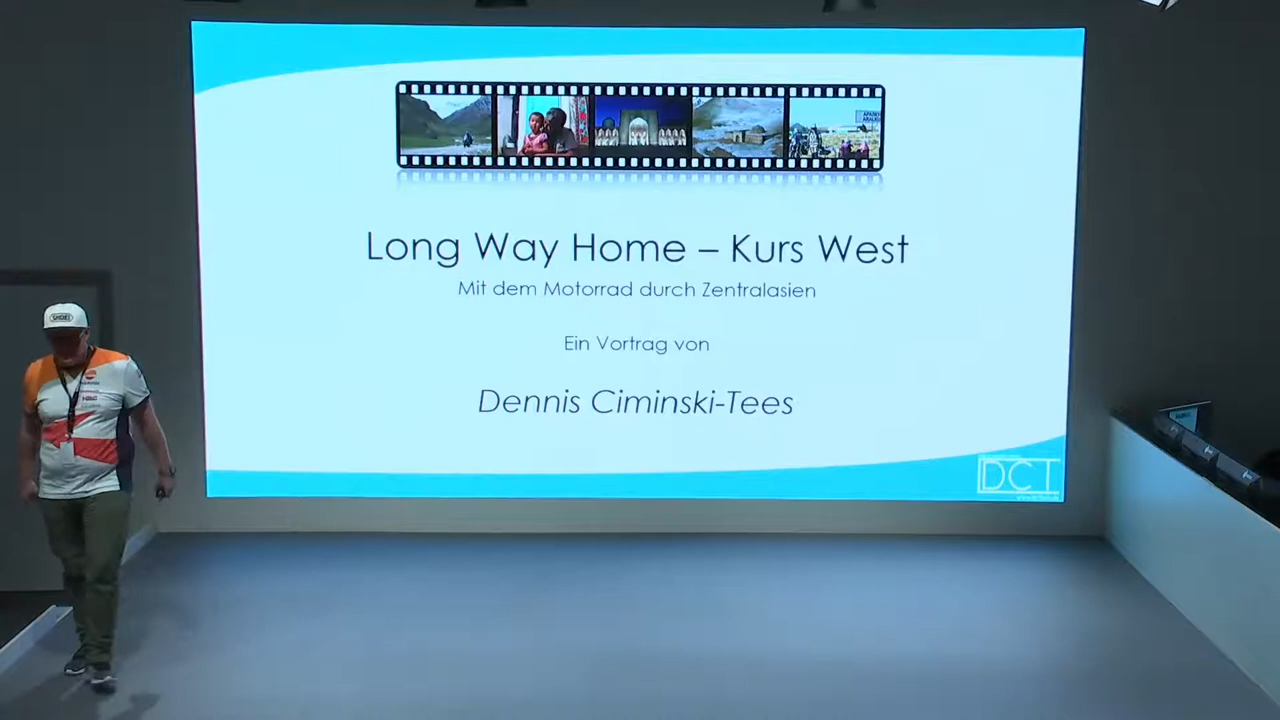 SHOEI
Long Way Home – Kurs West
Mit dem Motorrad durch Zentralasien
Ein Vortrag von
Dennis Ciminski-Tees
DCT